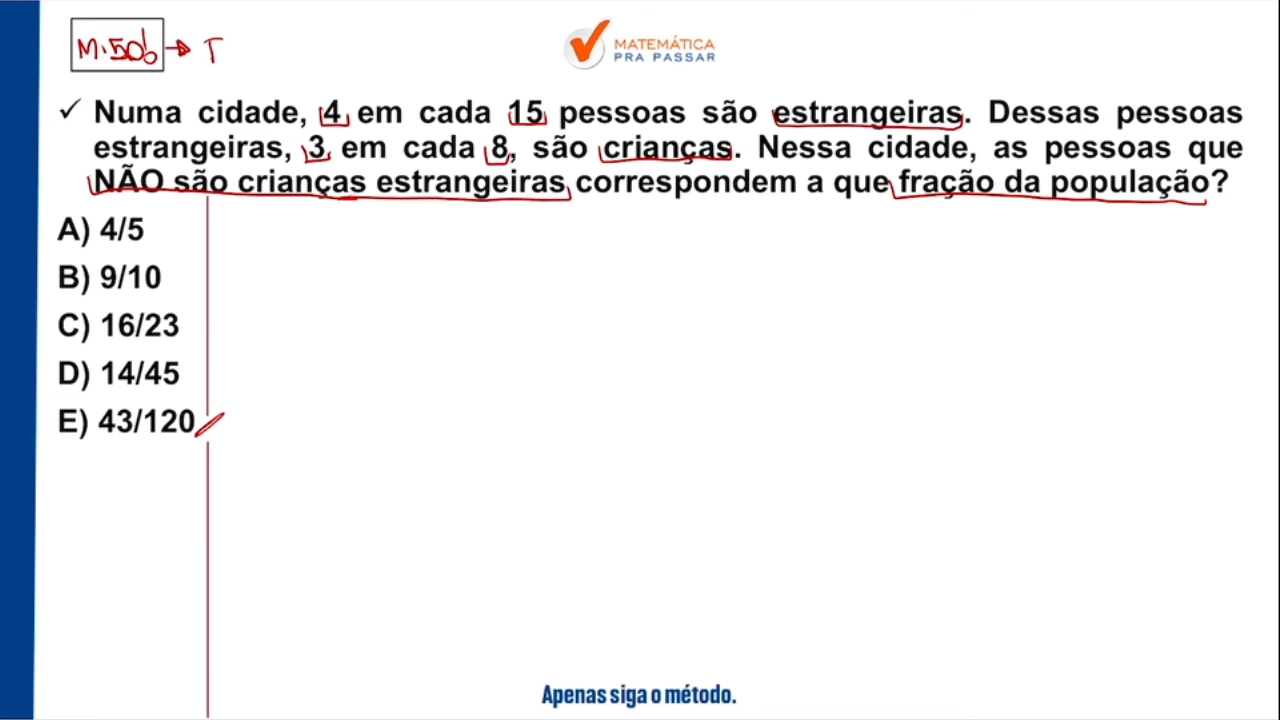 M.50% → T
MATEMÁTICA
PRA PASSAR
✓ Numa cidade, 4 em cada 15 pessoas são estrangeiras. Dessas pessoas
estrangeiras, 3 em cada 8, são crianças. Nessa cidade, as pessoas que
NÃO são crianças estrangeiras correspondem a que fração da população?
A) 4/5
B) 9/10
C) 16/23
D) 14/45
E) 43/120
Apenas siga o método.